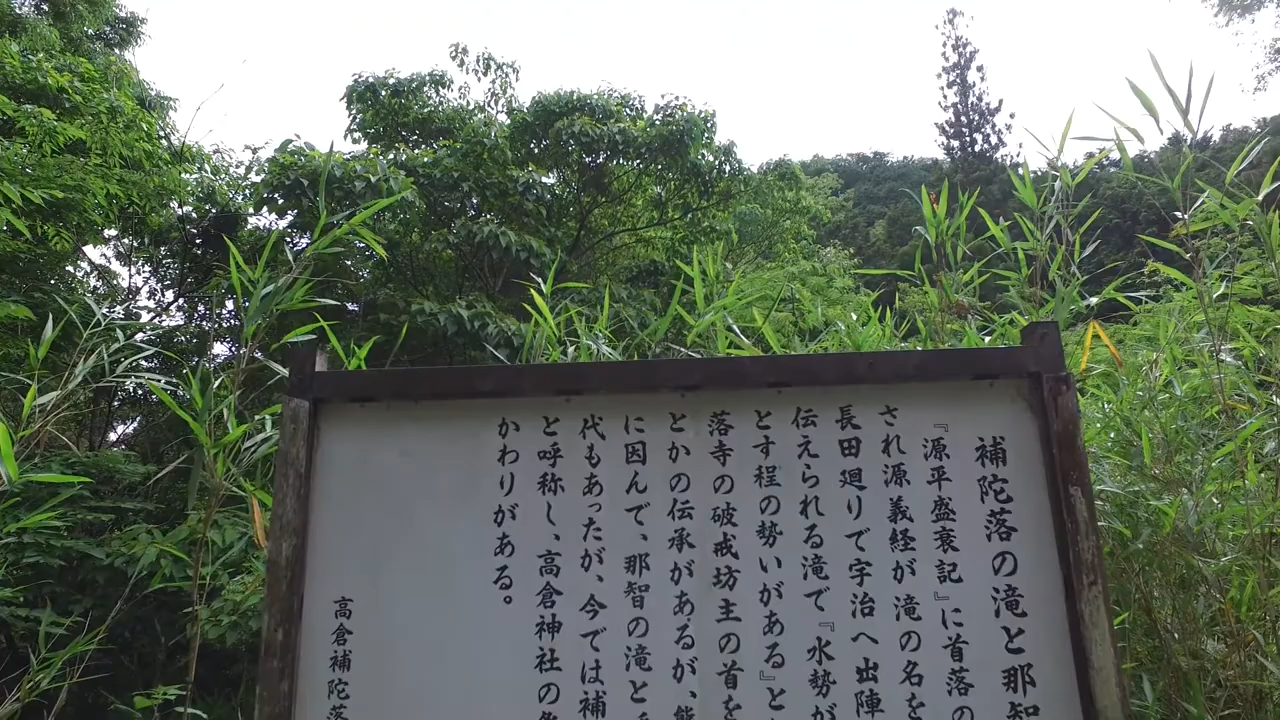 補陀落の滝と那智
『源平盛衰記』に首落の
され源義経が滝の名を
長田廻りで宇治へ出陣
伝えられる滝で『水勢が
とす程の勢いがある』と
落寺の破戒坊主の首を
とかの伝承があるが、熊
に因んで、那智の滝と
代もあったが、今では補
と呼称し、高倉神社の
かわりがある。
高倉補陀落